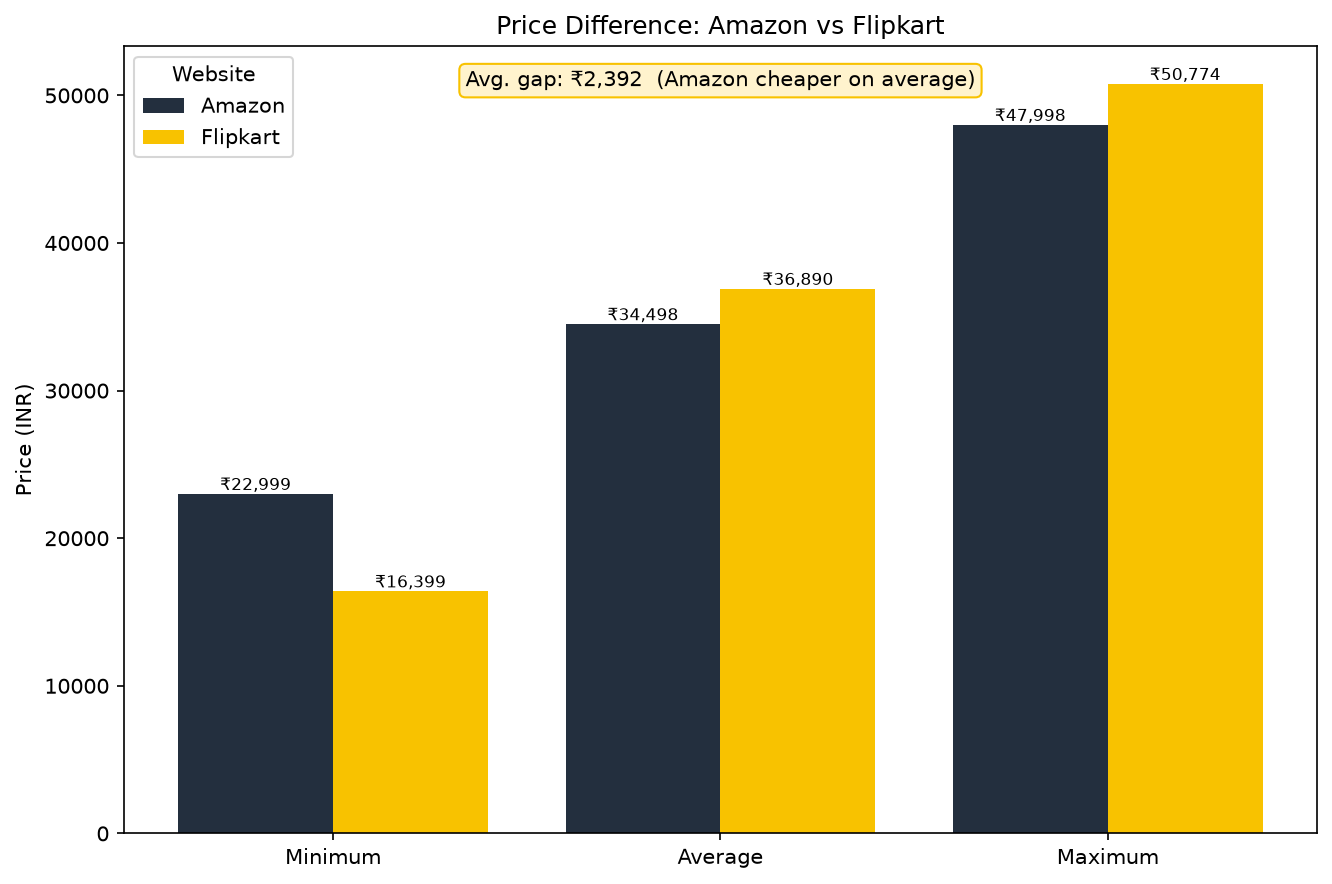 Price Difference: Amazon vs Flipkart
Website
Amazon
Flipkart
Avg. gap: ₹2,392  (Amazon cheaper on average)
Price (INR)
50000
40000
30000
20000
10000
0
₹22,999
₹16,399
₹34,498
₹36,890
₹47,998
₹50,774
Minimum
Average
Maximum